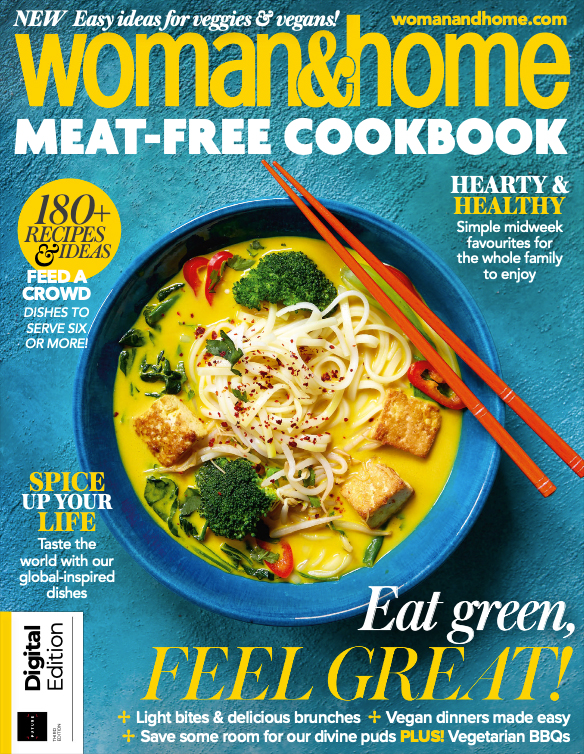 NEW Easy ideas for veggies & vegans!
womanandhome.com
woman&home
MEAT-FREE COOKBOOK
180+
RECIPES
& IDEAS
FEED A
CROWD
DISHES TO
SERVE SIX
OR MORE!
HEARTY &
HEALTHY
Simple midweek
favourites for
the whole family
to enjoy
SPICE
UP YOUR
LIFE
Taste the
world with our
global-inspired
dishes
Eat green,
FEEL GREAT!
+ Light bites & delicious brunches + Vegan dinners made easy
+ Save some room for our divine puds PLUS! Vegetarian BBQs
Digital
Edition
FUTURE
THIRD
EDITION